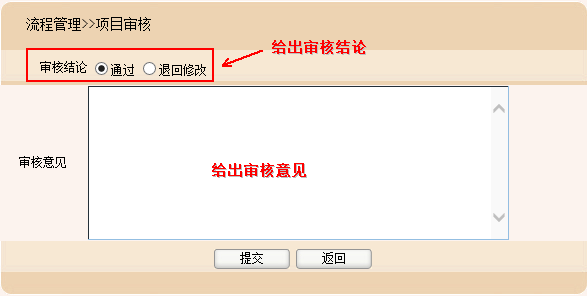 流程管理>>项目审核
给出审核结论
审核结论 通过 退回修改
审核意见
给出审核意见
提交 返回